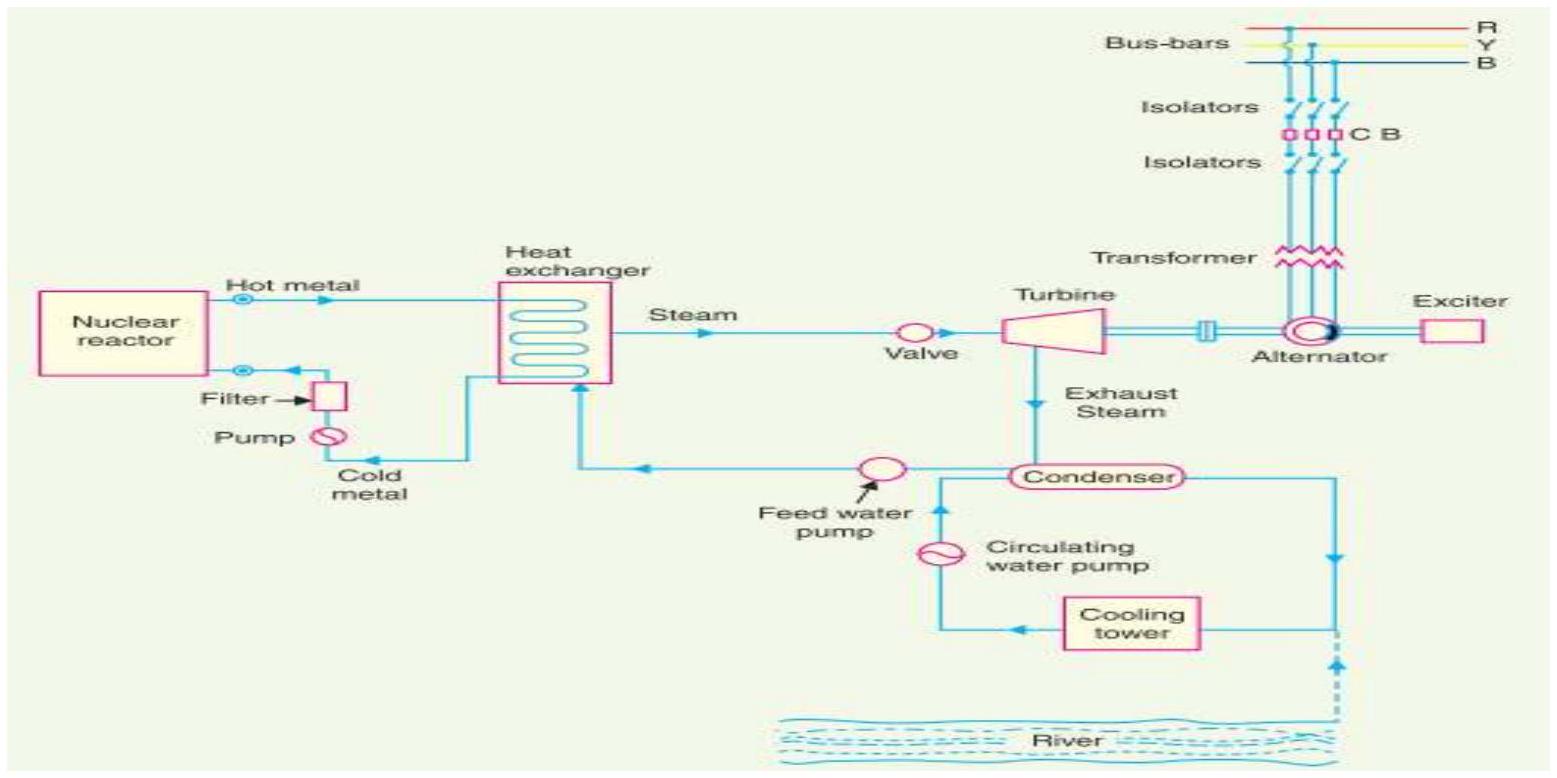 R
Bus-bars
Y
B
Isolators
C B
Isolators
Transformer
Heat
exchanger
Hot metal
Nuclear
reactor
Steam
Valve
Turbine
Exciter
Alternator
Filter
Pump
Cold
metal
Exhaust
Steam
Condenser
Feed water
pump
Circulating
water pump
Cooling
tower
River